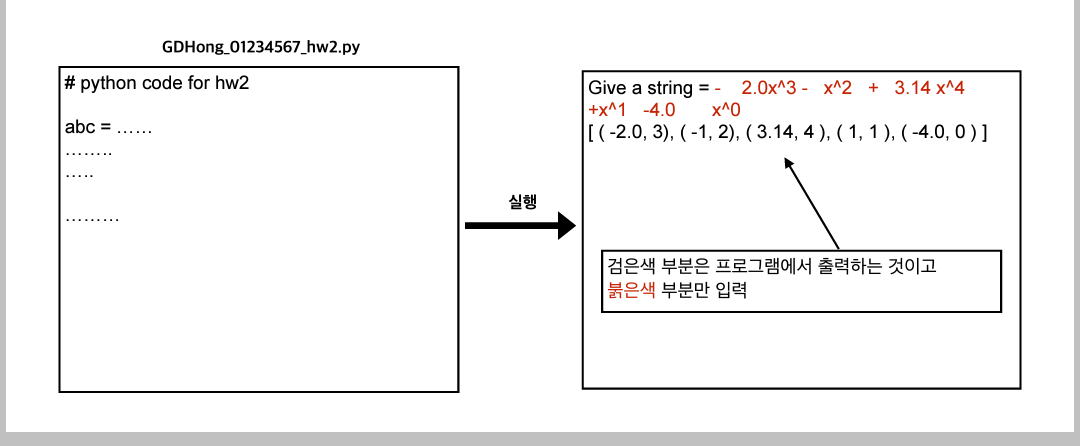 GDHong_01234567_hw2.py
# python code for hw2
abc = ......
........
.....
.........
실행
Give a string = -    2.0x^3 -   x^2   +   3.14 x^4
+x^1   -4.0       x^0
[ ( -2.0, 3), ( -1, 2), ( 3.14, 4 ), ( 1, 1 ), ( -4.0, 0 ) ]
검은색 부분은 프로그램에서 출력하는 것이고
붉은색 부분만 입력